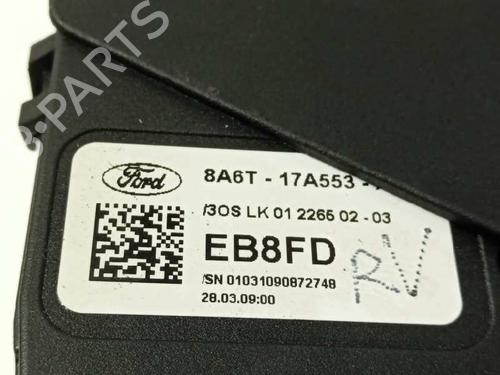 B-PARTS
Ford
8A6T - 17A553 -
/3OS LK 01 2266 02 - 03
EB8FD
/SN 01031090872748
28.03.09:00
RV